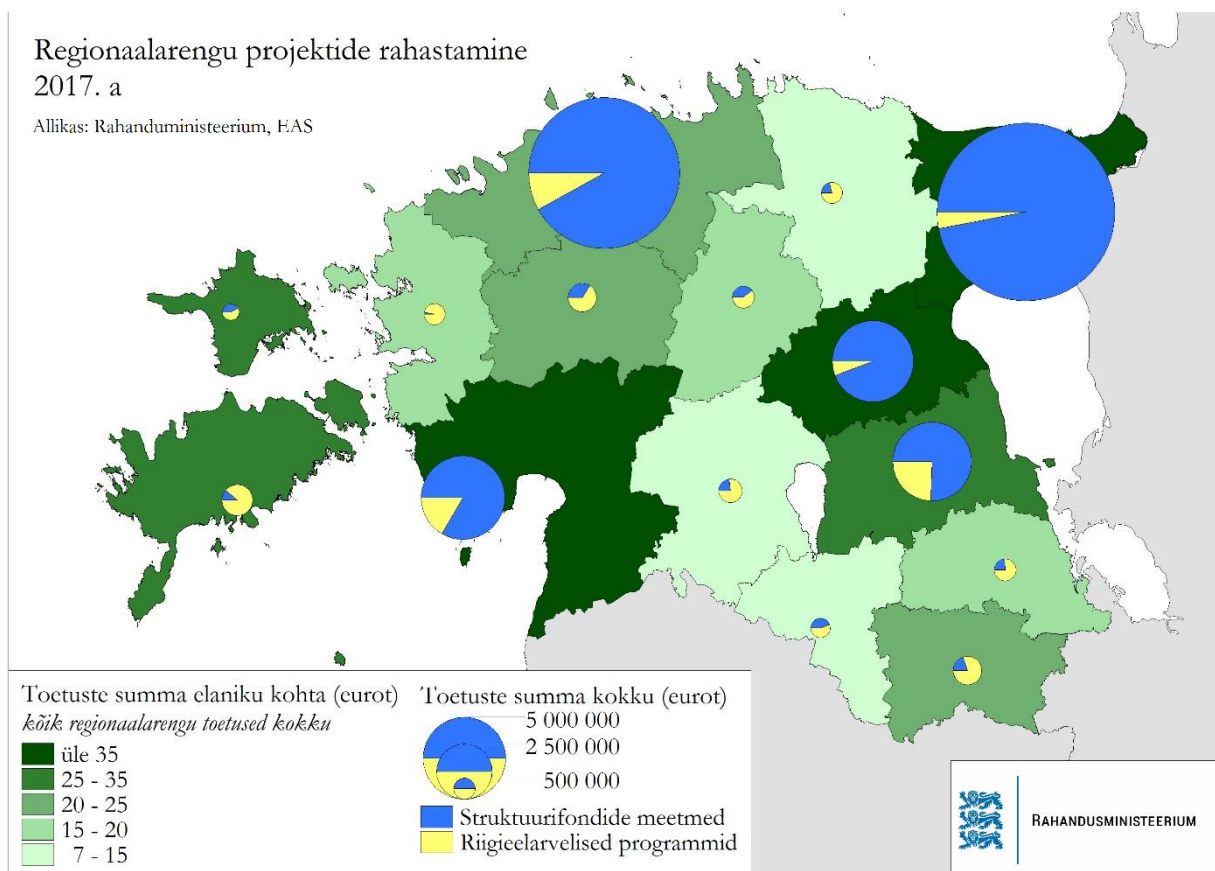 Regionaalarengu projektide rahastamine
2017. a
Allikas: Rahanduministeerium, EAS
Toetuste summa elaniku kohta (eurot)
kõik regionaalarengu toetused kokku
üle 35
25 - 35
20 - 25
15 - 20
7 - 15
Toetuste summa kokku (eurot)
5 000 000
2 500 000
500 000
Struktuurifondide meetmed
Riigieelarvelised programmid
RAHANDUSMINISTEERIUM